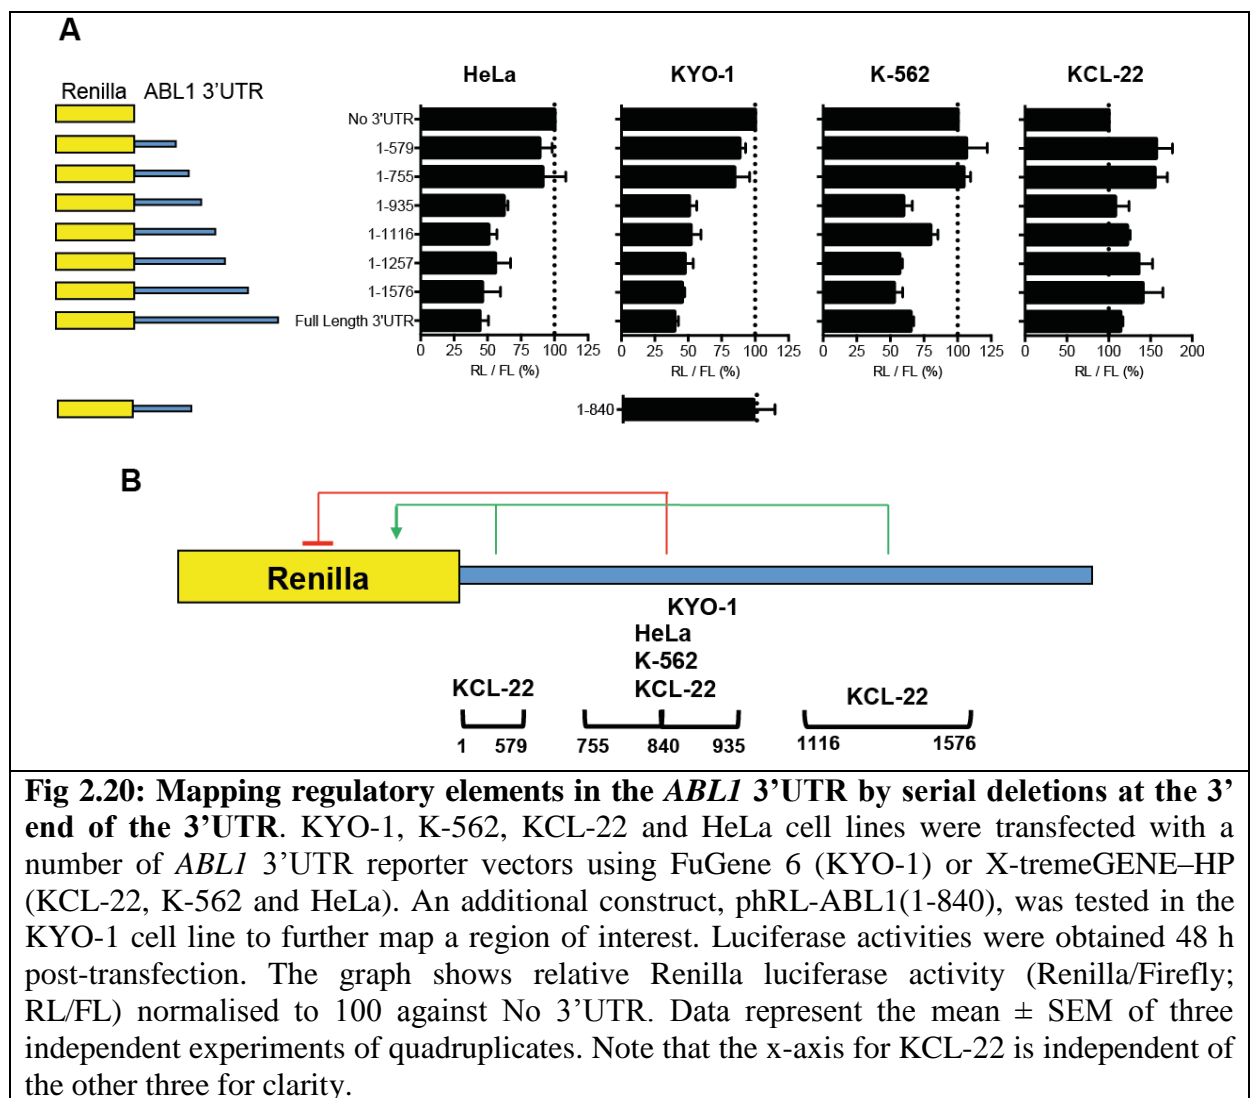 A
Renilla ABL1 3'UTR
HeLa KYO-1 K-562 KCL-22
No 3'UTR
1-579
1-755
1-935
1-1116
1-1257
1-1576
Full Length 3'UTR
0 25 50 75 100 125 0 25 50 75 100 125 0 25 50 75 100 125 0 50 100 150 200
RL / FL (%) RL / FL (%) RL / FL (%) RL / FL (%)
1-840
B
Renilla
KYO-1
HeLa
K-562
KCL-22 KCL-22 KCL-22
1 579 755 840 935 1116 1576
Fig 2.20: Mapping regulatory elements in the ABL1 3'UTR by serial deletions at the 3'
end of the 3'UTR. KYO-1, K-562, KCL-22 and HeLa cell lines were transfected with a
number of ABL1 3'UTR reporter vectors using FuGene 6 (KYO-1) or X-tremeGENE–HP
(KCL-22, K-562 and HeLa). An additional construct, phRL-ABL1(1-840), was tested in the
KYO-1 cell line to further map a region of interest. Luciferase activities were obtained 48 h
post-transfection. The graph shows relative Renilla luciferase activity (Renilla/Firefly;
RL/FL) normalised to 100 against No 3'UTR. Data represent the mean ± SEM of three
independent experiments of quadruplicates. Note that the x-axis for KCL-22 is independent of
the other three for clarity.